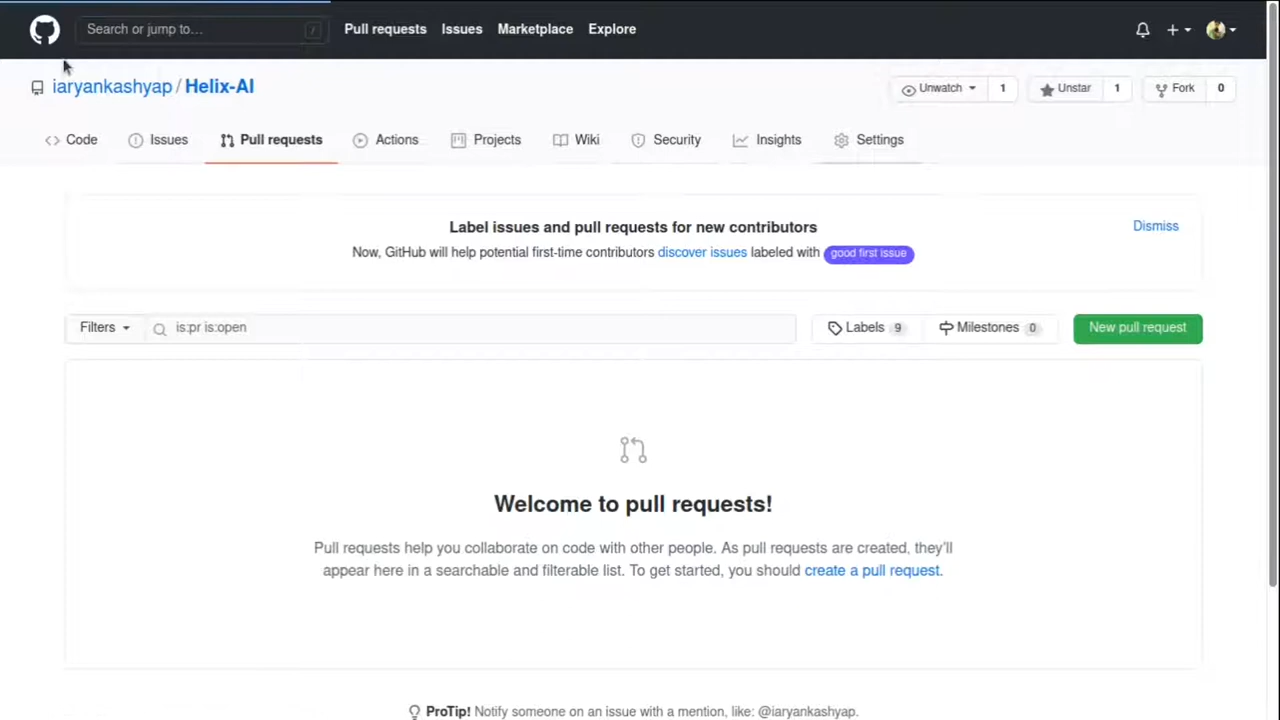 Search or jump to… /
Pull requests Issues Marketplace Explore
iaryankashyap / Helix-AI
Unwatch 1 Unstar 1 Fork 0
Code Issues Pull requests Actions Projects Wiki Security Insights Settings
Label issues and pull requests for new contributors
Dismiss
Now, GitHub will help potential first-time contributors discover issues labeled with good first issue
Filters is:pr is:open Labels 9 Milestones 0 New pull request
Welcome to pull requests!
Pull requests help you collaborate on code with other people. As pull requests are created, they'll
appear here in a searchable and filterable list. To get started, you should create a pull request.
ProTip! Notify someone on an issue with a mention, like: @iaryankashyap.